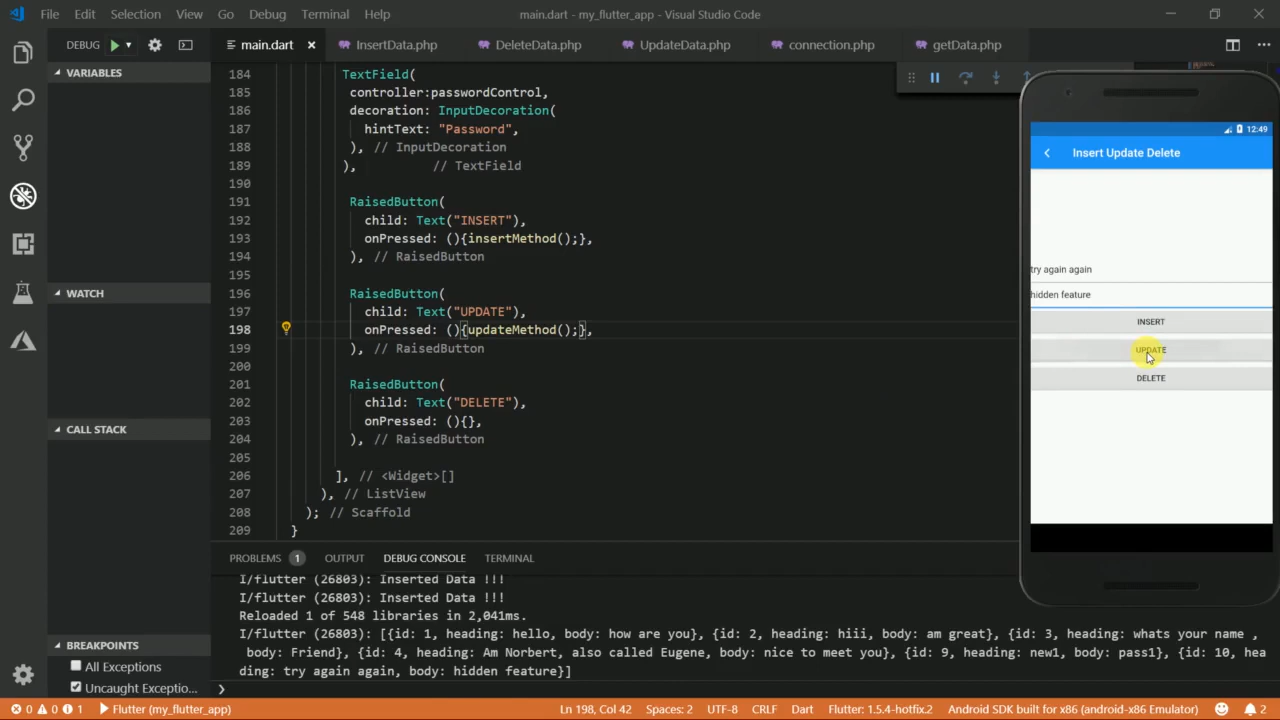 File Edit Selection View Go Debug Terminal Help
main.dart - my_flutter_app - Visual Studio Code
DEBUG
main.dart
InsertData.php
DeleteData.php
UpdateData.php
connection.php
getData.php
VARIABLES
WATCH
CALL STACK
BREAKPOINTS
All Exceptions
Uncaught Exceptio...
184 TextField(
185 controller:passwordControl,
186 decoration: InputDecoration(
187 hintText: "Password",
188 ), // InputDecoration
189 ), // TextField
190
191 RaisedButton(
192 child: Text("INSERT"),
193 onPressed: (){insertMethod();},
194 ), // RaisedButton
195
196 RaisedButton(
197 child: Text("UPDATE"),
198 onPressed: (){updateMethod();},
199 ), // RaisedButton
200
201 RaisedButton(
202 child: Text("DELETE"),
203 onPressed: (){},
204 ), // RaisedButton
205
206 ], // <Widget>[]
207 ), // ListView
208 ); // Scaffold
209 }
12:49
Insert Update Delete
try again again
hidden feature
INSERT
UPDATE
DELETE
PROBLEMS 1 OUTPUT DEBUG CONSOLE TERMINAL
I/flutter (26803): Inserted Data !!!
I/flutter (26803): Inserted Data !!!
Reloaded 1 of 548 libraries in 2,041ms.
I/flutter (26803): [{id: 1, heading: hello, body: how are you}, {id: 2, heading: hiii, body: am great}, {id: 3, heading: whats your name ,
body: Friend}, {id: 4, heading: Am Norbert, also called Eugene, body: nice to meet you}, {id: 9, heading: new1, body: pass1}, {id: 10, hea
ding: try again again, body: hidden feature}]
0 0 1 Flutter (my_flutter_app) Ln 198, Col 42 Spaces: 2 UTF-8 CRLF Dart Flutter: 1.5.4-hotfix.2 Android SDK built for x86 (android-x86 Emulator) 2